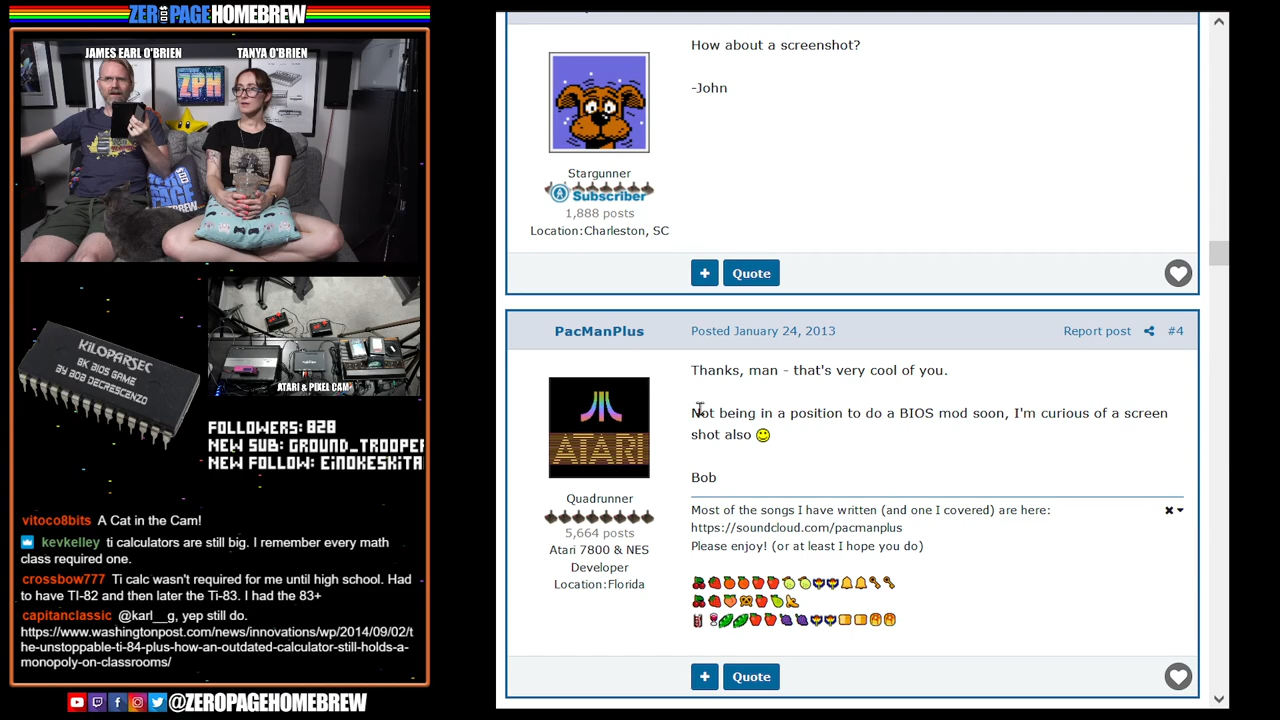 ZER0 PAGE HOMEBREW
JAMES EARL O'BRIEN
TANYA O'BRIEN
ZPH
KILOPARSEC
8K BIOS GAME
BY BOB DECRESCENZO
ATARI & PIXEL CAM
FOLLOWERS: 828
NEW SUB: GROUND_TROOPER
NEW FOLLOW: EINOKESKITA
vitoco8bits A Cat in the Cam!
kevkelley ti calculators are still big. I remember every math
class required one.
crossbow777 Ti calc wasn't required for me until high school. Had
to have TI-82 and then later the Ti-83. I had the 83+
capitanclassic @karl__g, yep still do.
https://www.washingtonpost.com/news/innovations/wp/2014/09/02/t
he-unstoppable-ti-84-plus-how-an-outdated-calculator-still-holds-a-
monopoly-on-classrooms/
@ZEROPAGEHOMEBREW
How about a screenshot?
-John
Stargunner
Subscriber
1,888 posts
Location:Charleston, SC
+ Quote
PacManPlus
Posted January 24, 2013
Report post #4
Thanks, man - that's very cool of you.
Not being in a position to do a BIOS mod soon, I'm curious of a screen
shot also
Bob
ATARI
Quadrunner
5,664 posts
Atari 7800 & NES
Developer
Location:Florida
Most of the songs I have written (and one I covered) are here:
https://soundcloud.com/pacmanplus
Please enjoy! (or at least I hope you do)
+ Quote